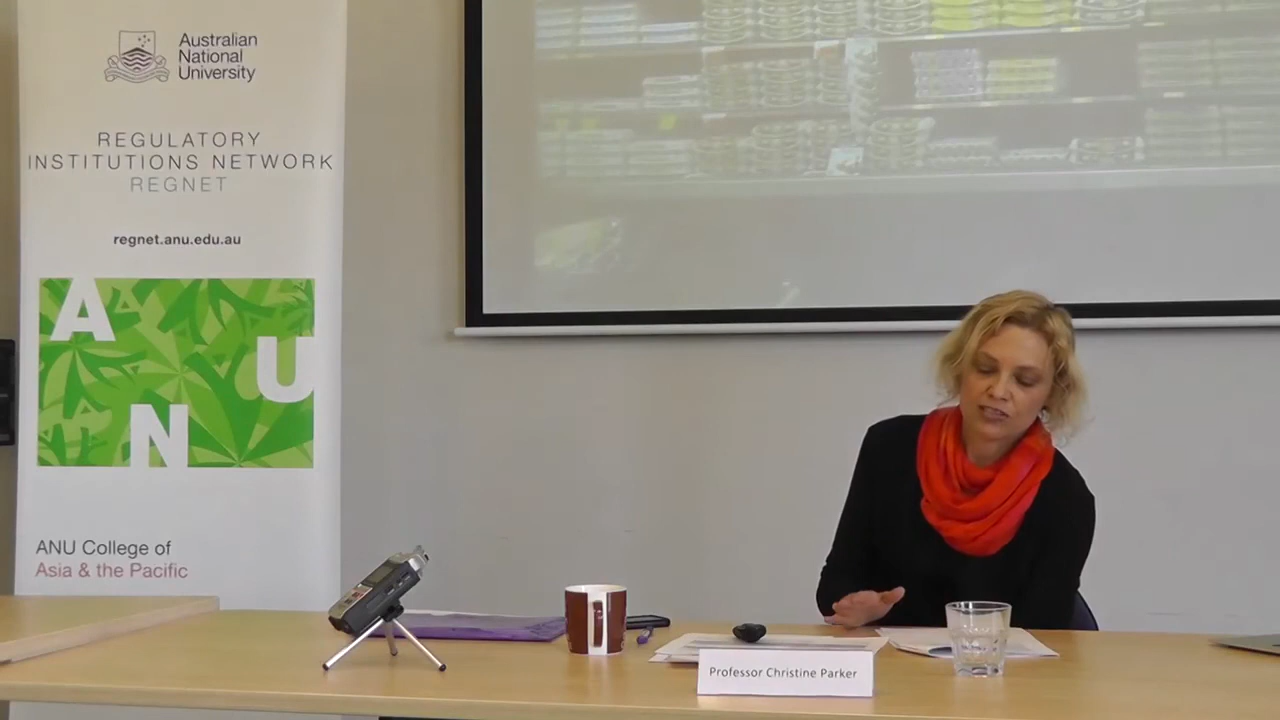 Australian
National
University
REGULATORY
INSTITUTIONS NETWORK
REGNET
regnet.anu.edu.au
A
U
N
ANU College of
Asia & the Pacific
Professor Christine Parker